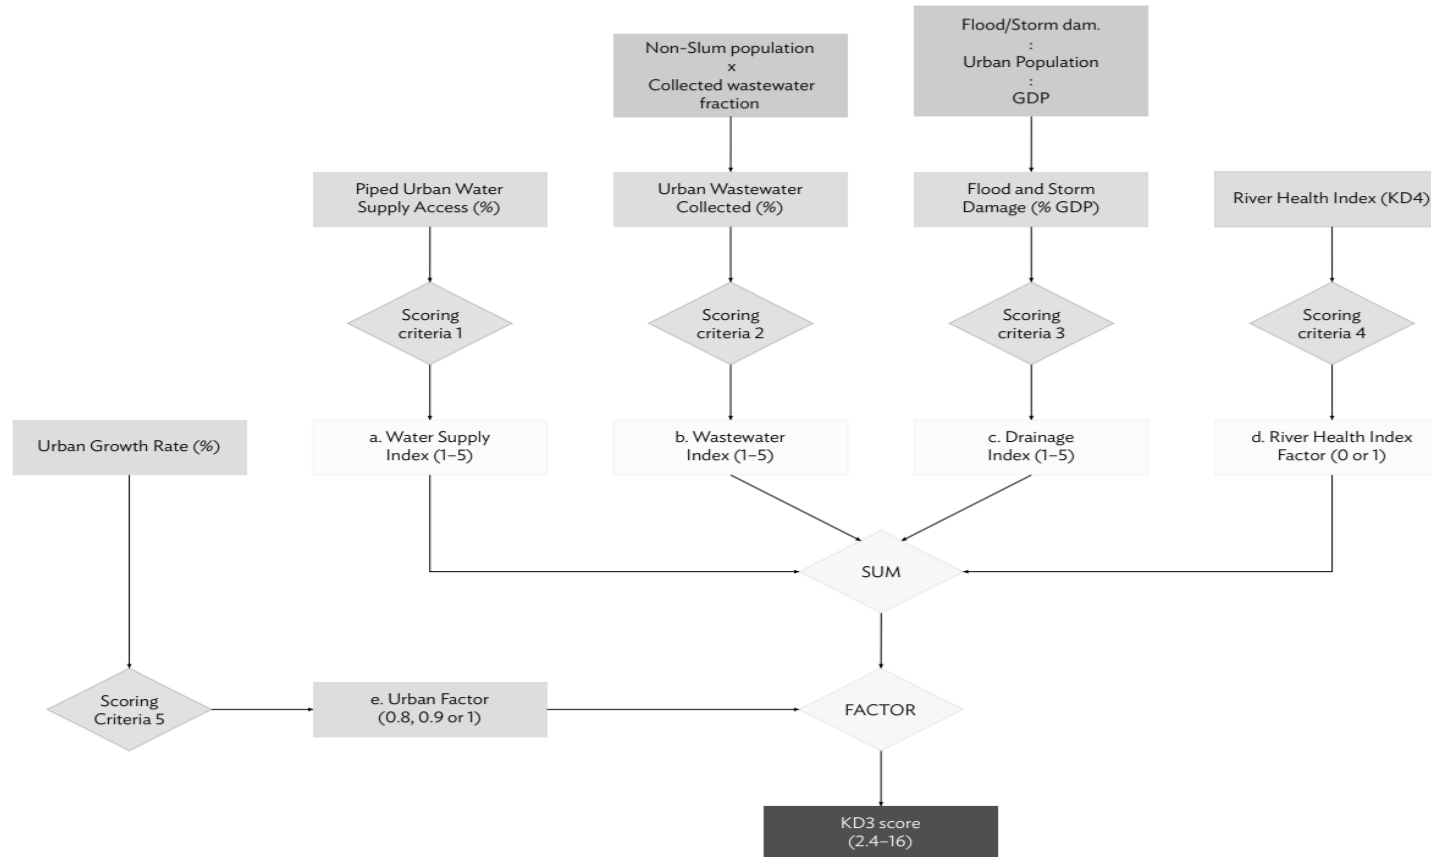 Non-Slum population
x
Collected wastewater
fraction
Flood/Storm dam.
:
Urban Population
:
GDP
Piped Urban Water
Supply Access (%)
Urban Wastewater
Collected (%)
Flood and Storm
Damage (% GDP)
River Health Index (KD4)
Scoring
criteria 1
Scoring
criteria 2
Scoring
criteria 3
Scoring
criteria 4
Urban Growth Rate (%)
a. Water Supply
Index (1–5)
b. Wastewater
Index (1–5)
c. Drainage
Index (1–5)
d. River Health Index
Factor (0 or 1)
SUM
Scoring
Criteria 5
e. Urban Factor
(0.8, 0.9 or 1)
FACTOR
KD3 score
(2.4–16)